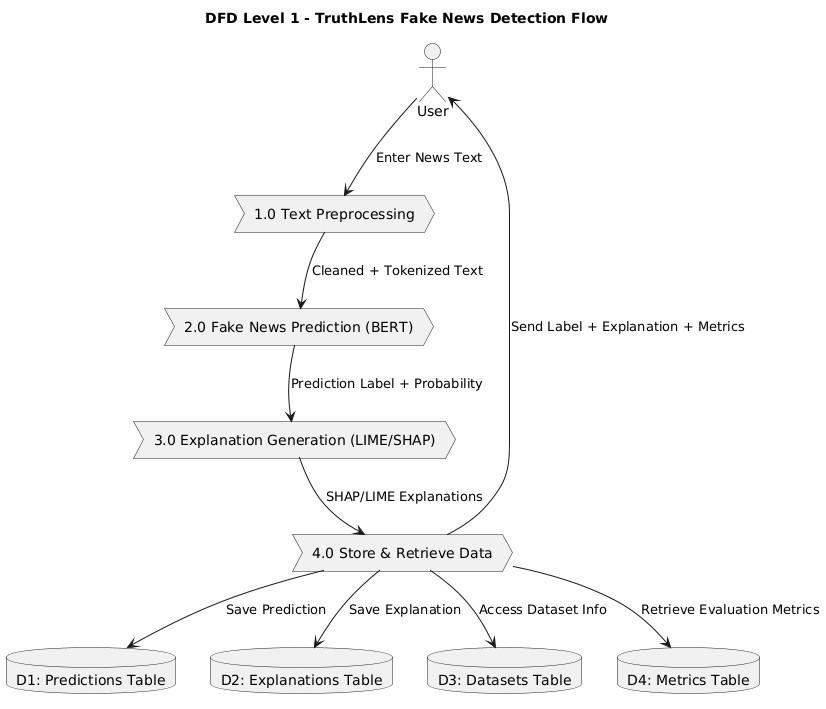 DFD Level 1 - TruthLens Fake News Detection Flow
User
Enter News Text
1.0 Text Preprocessing
Cleaned + Tokenized Text
2.0 Fake News Prediction (BERT)
Send Label + Explanation + Metrics
Prediction Label + Probability
3.0 Explanation Generation (LIME/SHAP)
SHAP/LIME Explanations
4.0 Store & Retrieve Data
Save Prediction
Save Explanation
Access Dataset Info
Retrieve Evaluation Metrics
D1: Predictions Table
D2: Explanations Table
D3: Datasets Table
D4: Metrics Table